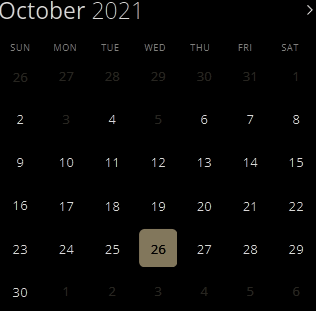 October 2021
SUN MON TUE WED THU FRI SAT
26 27 28 29 30 31 1
2 3 4 5 6 7 8
9 10 11 12 13 14 15
16 17 18 19 20 21 22
23 24 25 26 27 28 29
30 1 2 3 4 5 6